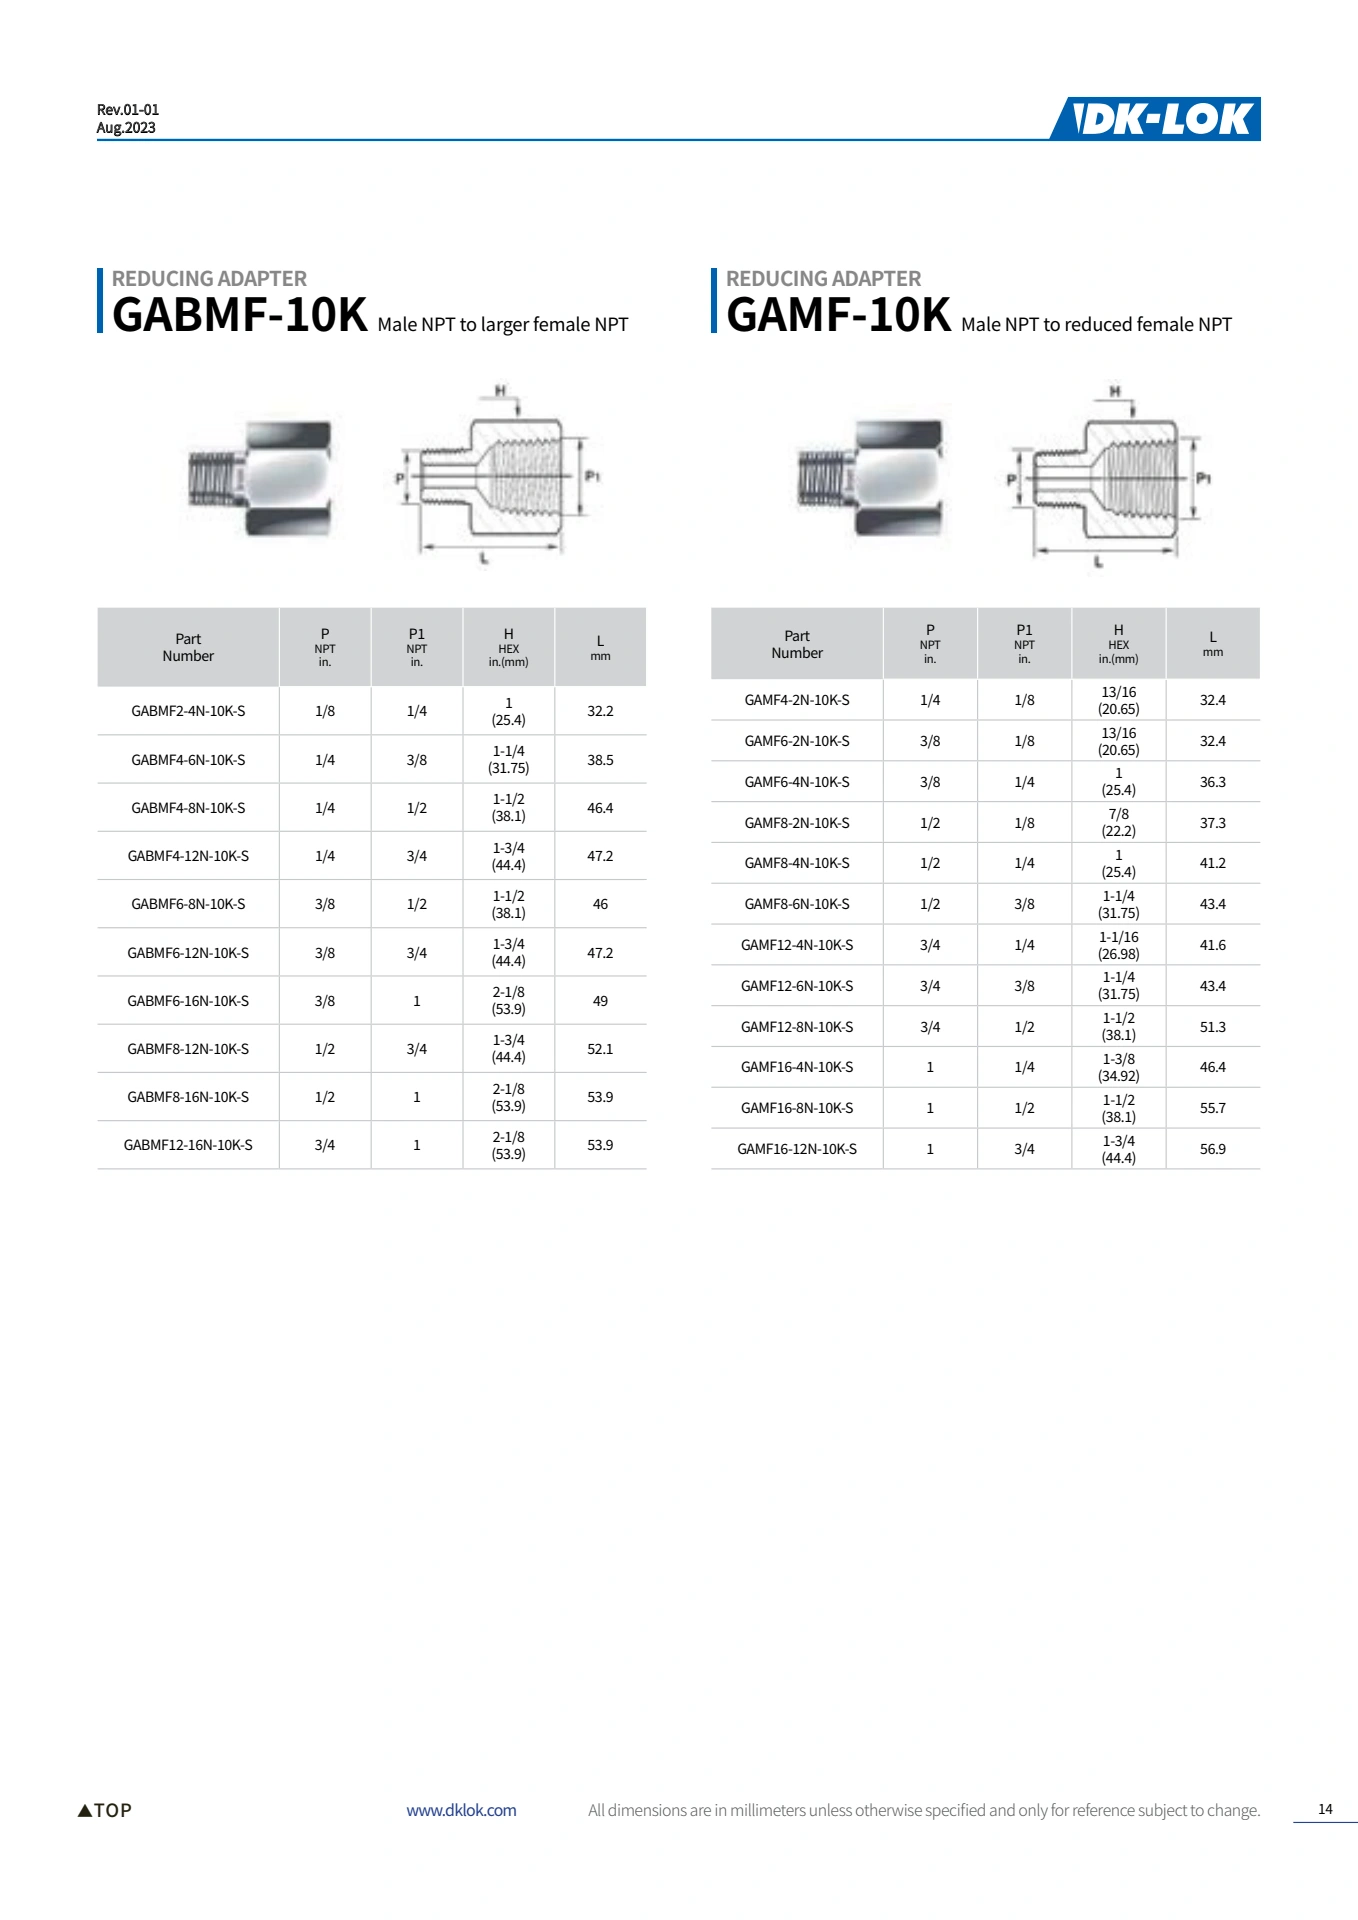 Rev.01-01
Aug.2023
DK-LOK
REDUCING ADAPTER
GABMF-10K Male NPT to larger female NPT
H
P
P1
L
Part Number | P NPT in. | P1 NPT in. | H HEX in.(mm) | L mm
GABMF2-4N-10K-S 1/8 1/4 1 (25.4) 32.2
GABMF4-6N-10K-S 1/4 3/8 1-1/4 (31.75) 38.5
GABMF4-8N-10K-S 1/4 1/2 1-1/2 (38.1) 46.4
GABMF4-12N-10K-S 1/4 3/4 1-3/4 (44.4) 47.2
GABMF6-8N-10K-S 3/8 1/2 1-1/2 (38.1) 46
GABMF6-12N-10K-S 3/8 3/4 1-3/4 (44.4) 47.2
GABMF6-16N-10K-S 3/8 1 2-1/8 (53.9) 49
GABMF8-12N-10K-S 1/2 3/4 1-3/4 (44.4) 52.1
GABMF8-16N-10K-S 1/2 1 2-1/8 (53.9) 53.9
GABMF12-16N-10K-S 3/4 1 2-1/8 (53.9) 53.9
REDUCING ADAPTER
GAMF-10K Male NPT to reduced female NPT
H
P
P1
L
Part Number | P NPT in. | P1 NPT in. | H HEX in.(mm) | L mm
GAMF4-2N-10K-S 1/4 1/8 13/16 (20.65) 32.4
GAMF6-2N-10K-S 3/8 1/8 13/16 (20.65) 32.4
GAMF6-4N-10K-S 3/8 1/4 1 (25.4) 36.3
GAMF8-2N-10K-S 1/2 1/8 7/8 (22.2) 37.3
GAMF8-4N-10K-S 1/2 1/4 1 (25.4) 41.2
GAMF8-6N-10K-S 1/2 3/8 1-1/4 (31.75) 43.4
GAMF12-4N-10K-S 3/4 1/4 1-1/16 (26.98) 41.6
GAMF12-6N-10K-S 3/4 3/8 1-1/4 (31.75) 43.4
GAMF12-8N-10K-S 3/4 1/2 1-1/2 (38.1) 51.3
GAMF16-4N-10K-S 1 1/4 1-3/8 (34.92) 46.4
GAMF16-8N-10K-S 1 1/2 1-1/2 (38.1) 55.7
GAMF16-12N-10K-S 1 3/4 1-3/4 (44.4) 56.9
▲TOP
www.dklok.com
All dimensions are in millimeters unless otherwise specified and only for reference subject to change.
14